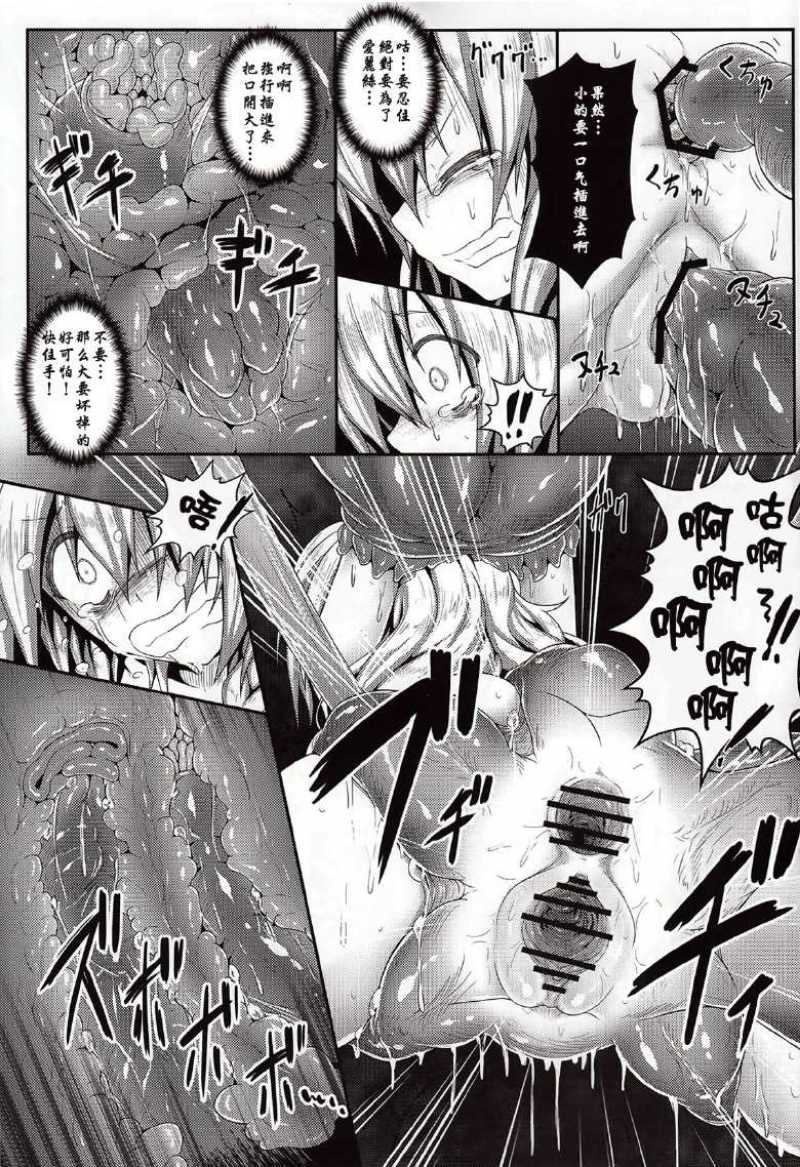 果然…
小的要一口气插進去啊
くちゅ
くちゅ
ヌチュ
ヌチュ
咕…要忍住
絕對要為了
愛麗絲…
グググッ
!!
啊啊
強行插進來
把口開大了…
ギチ
ギチ
不要…
那么大要坏掉的
好可怕！
快住手！
咕啊
啊啊啊啊啊啊
!!
唔!
ズボボボ…